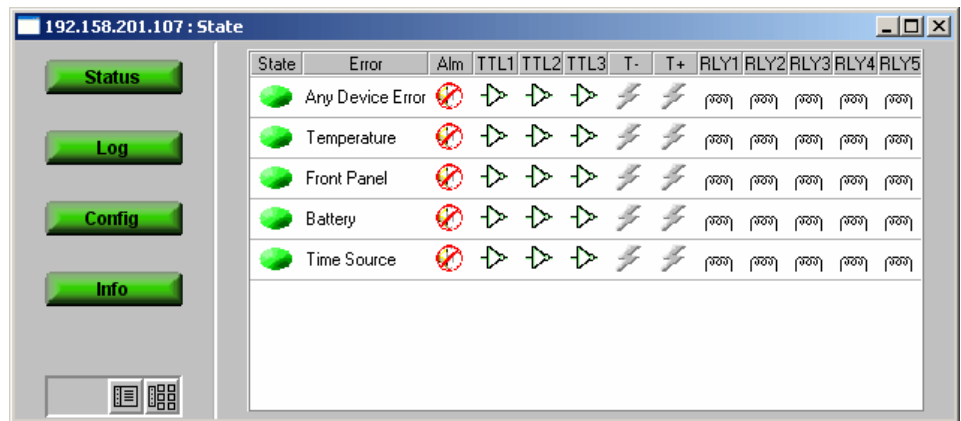 192.158.201.107 : State
Status
Log
Config
Info
State Error Alm TTL1 TTL2 TTL3 T- T+ RLY1 RLY2 RLY3 RLY4 RLY5
Any Device Error
Temperature
Front Panel
Battery
Time Source